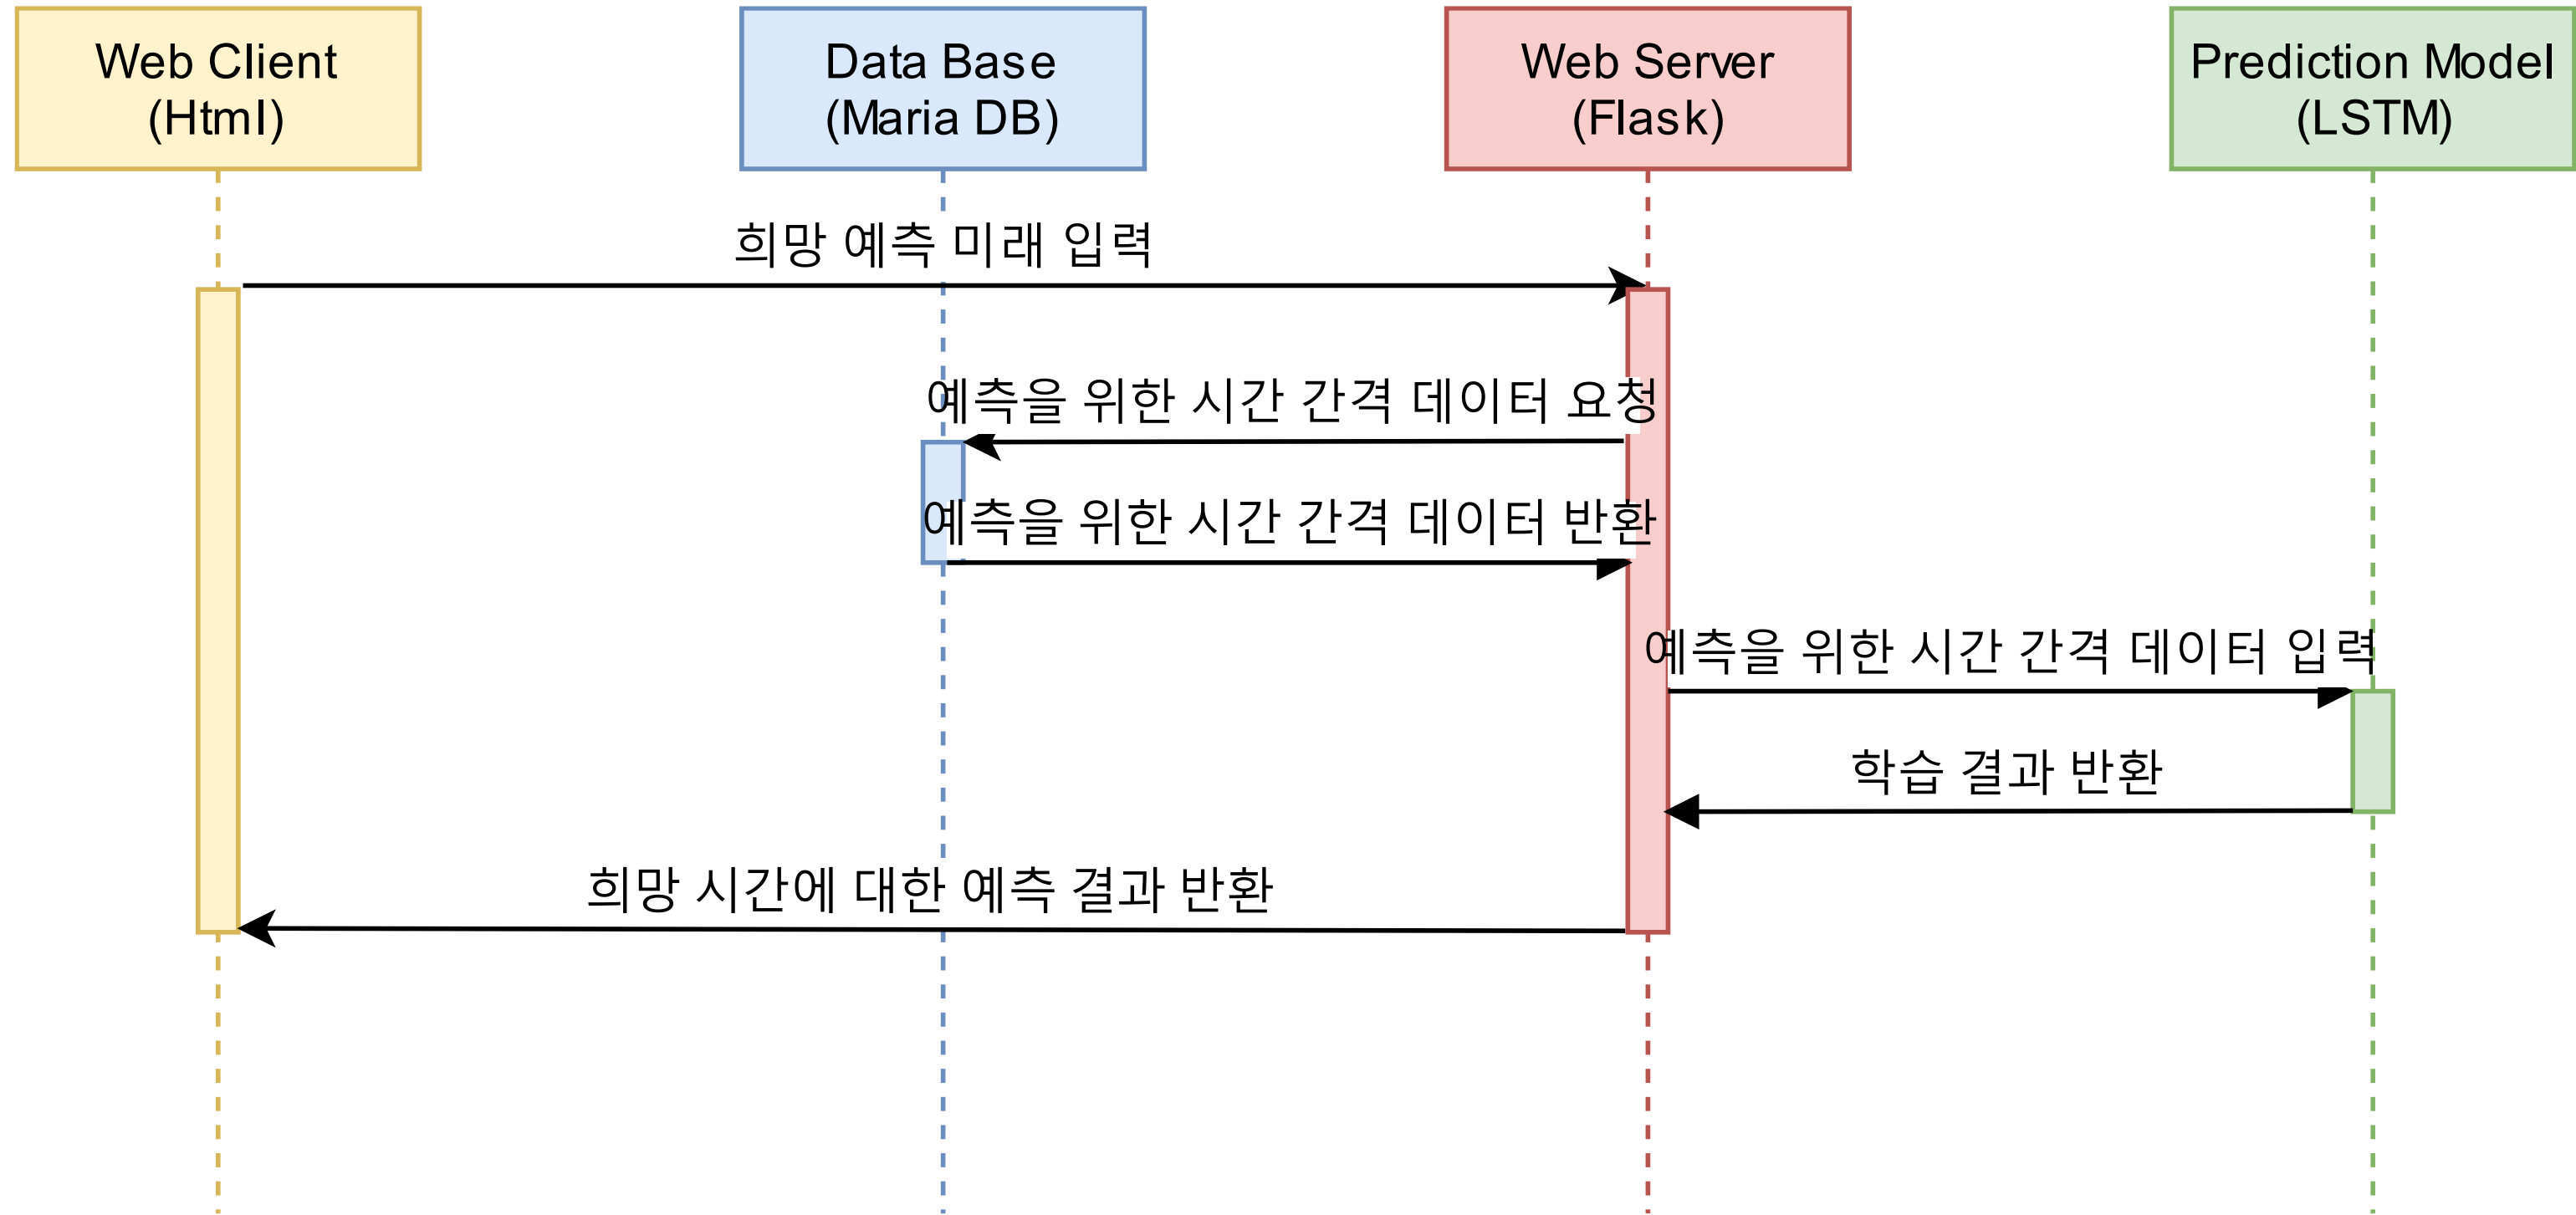 Web Client
(Html)
Data Base
(Maria DB)
Web Server
(Flask)
Prediction Model
(LSTM)
희망 예측 미래 입력
예측을 위한 시간 간격 데이터 요청
예측을 위한 시간 간격 데이터 반환
예측을 위한 시간 간격 데이터 입력
학습 결과 반환
희망 시간에 대한 예측 결과 반환